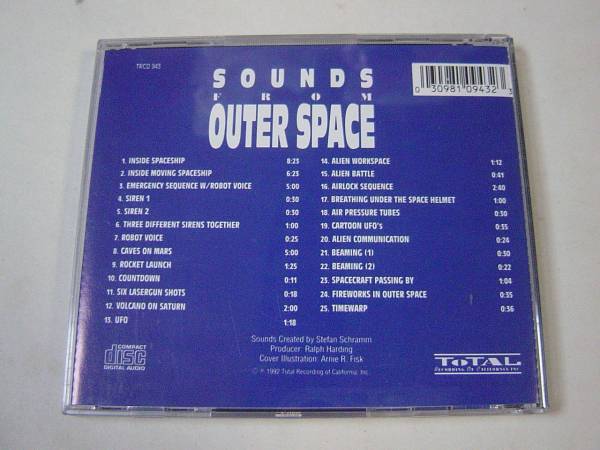 TRCD 943
SOUNDS
FROM
OUTER SPACE
0 30981 09432 3
1. INSIDE SPACESHIP 8:23
2. INSIDE MOVING SPACESHIP 6:23
3. EMERGENCY SEQUENCE W/ROBOT VOICE 5:00
4. SIREN 1 0:30
5. SIREN 2 0:30
6. THREE DIFFERENT SIRENS TOGETHER 1:00
7. ROBOT VOICE 0:25
8. CAVES ON MARS 5:00
9. ROCKET LAUNCH 1:25
10. COUNTDOWN 0:11
11. SIX LASERGUN SHOTS 0:18
12. VOLCANO ON SATURN 2:00
13. UFO 1:18
14. ALIEN WORKSPACE 1:12
15. ALIEN BATTLE 0:41
16. AIRLOCK SEQUENCE 2:40
17. BREATHING UNDER THE SPACE HELMET 1:00
18. AIR PRESSURE TUBES 0:30
19. CARTOON UFO's 0:35
20. ALIEN COMMUNICATION 0:24
21. BEAMING (1) 0:30
22. BEAMING (2) 0:22
23. SPACECRAFT PASSING BY 1:04
24. FIREWORKS IN OUTER SPACE 0:35
25. TIMEWARP 0:36
Sounds Created by Stefan Schramm
Producer: Ralph Harding
Cover Illustration: Arne R. Fisk
© ℗ 1992 Total Recording of California, Inc.
COMPACT
disc
DIGITAL AUDIO
TOTAL
RECORDING OF CALIFORNIA INC